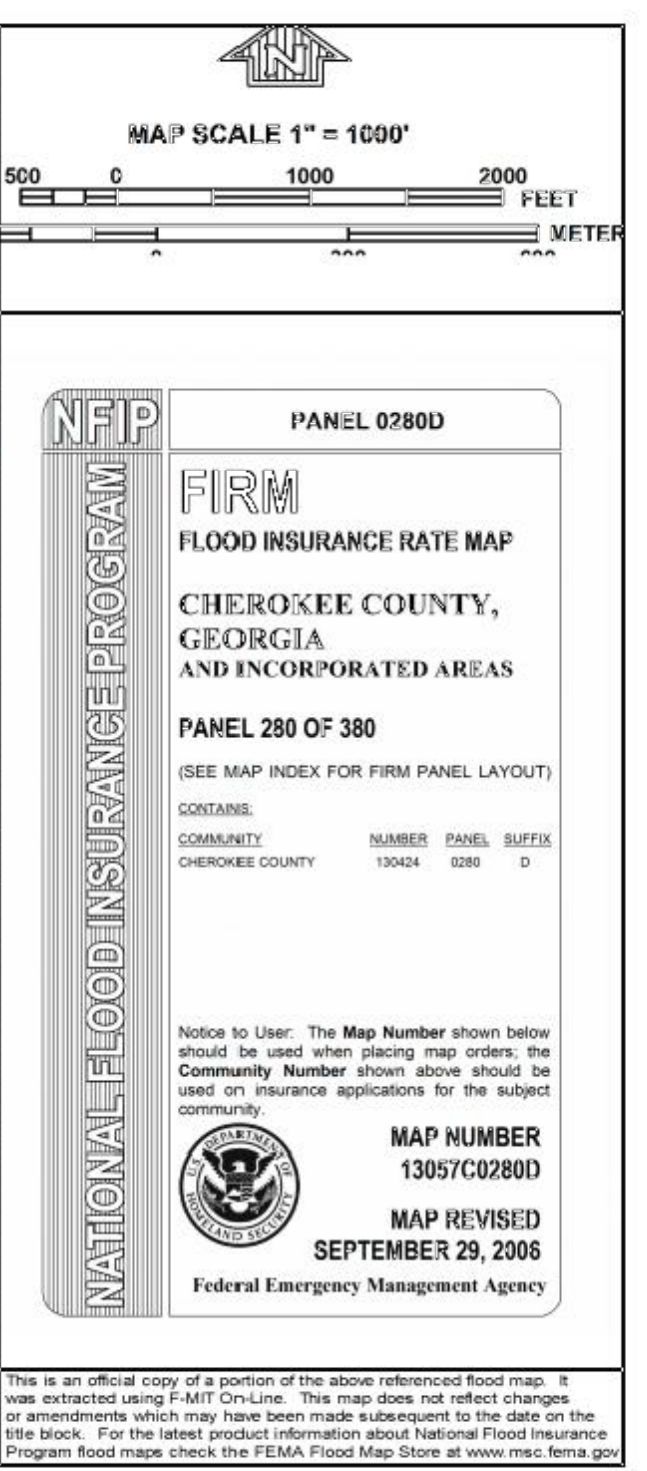 N
MAP SCALE 1" = 1000'
500 0 1000 2000
FEET
METER
NFIP
PANEL 0280D
NATIONAL FLOOD INSURANCE PROGRAM
FIRM
FLOOD INSURANCE RATE MAP
CHEROKEE COUNTY,
GEORGIA
AND INCORPORATED AREAS
PANEL 280 OF 380
(SEE MAP INDEX FOR FIRM PANEL LAYOUT)
CONTAINS:
COMMUNITY NUMBER PANEL SUFFIX
CHEROKEE COUNTY 130424 0280 D
Notice to User: The Map Number shown below
should be used when placing map orders; the
Community Number shown above should be
used on insurance applications for the subject
community.
U.S. DEPARTMENT OF HOMELAND SECURITY
MAP NUMBER
13057C0280D
MAP REVISED
SEPTEMBER 29, 2006
Federal Emergency Management Agency
This is an official copy of a portion of the above referenced flood map. It
was extracted using F-MIT On-Line. This map does not reflect changes
or amendments which may have been made subsequent to the date on the
title block. For the latest product information about National Flood Insurance
Program flood maps check the FEMA Flood Map Store at www.msc.fema.gov